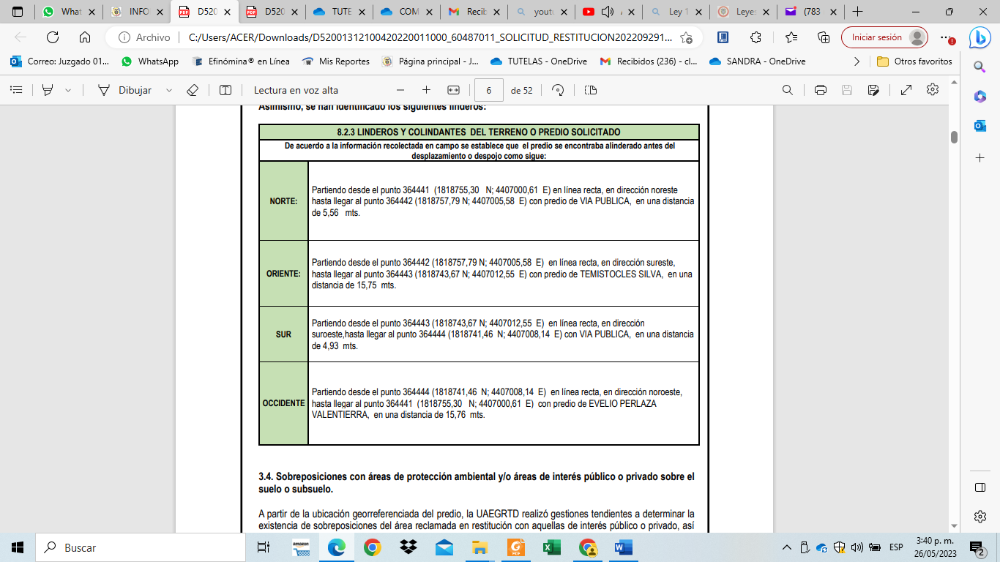 What
INFO
D520
D520
TUTE
COM
Recib
youtu
Ley 1
Leyes
(783
Archivo
C:/Users/ACER/Downloads/D520013121004202200110000_60487011_SOLICITUD_RESTITUCION202209291...
Iniciar sesión
Correo: Juzgado 01...
WhatsApp
Efinómina® en Línea
Mis Reportes
Página principal - J...
TUTELAS - OneDrive
Recibidos (236) - cl...
SANDRA - OneDrive
Otros favoritos
Dibujar
Lectura en voz alta
6
de 52
Asimismo, se han identificado los siguientes linderos:
8.2.3 LINDEROS Y COLINDANTES DEL TERRENO O PREDIO SOLICITADO
De acuerdo a la información recolectada en campo se establece que el predio se encontraba alinderado antes del
desplazamiento o despojo como sigue:
NORTE:
Partiendo desde el punto 364441 (1818755,30 N; 4407000,61 E) en línea recta, en dirección noreste
hasta llegar al punto 364442 (1818757,79 N; 4407005,58 E) con predio de VIA PUBLICA, en una distancia
de 5,56 mts.
ORIENTE:
Partiendo desde el punto 364442 (1818757,79 N; 4407005,58 E) en línea recta, en dirección sureste,
hasta llegar al punto 364443 (1818743,67 N; 4407012,55 E) con predio de TEMISTOCLES SILVA, en una
distancia de 15,75 mts.
SUR
Partiendo desde el punto 364443 (1818743,67 N; 4407012,55 E) en línea recta, en dirección
suroeste,hasta llegar al punto 364444 (1818741,46 N; 4407008,14 E) con VIA PUBLICA, en una distancia
de 4,93 mts.
OCCIDENTE
Partiendo desde el punto 364444 (1818741,46 N; 4407008,14 E) en línea recta, en dirección noroeste,
hasta llegar al punto 364441 (1818755,30 N; 4407000,61 E) con predio de EVELIO PERLAZA
VALENTIERRA, en una distancia de 15,76 mts.
3.4. Sobreposiciones con áreas de protección ambiental y/o áreas de interés público o privado sobre el
suelo o subsuelo.
A partir de la ubicación georreferenciada del predio, la UAEGRTD realizó gestiones tendientes a determinar la
existencia de sobreposiciones del área reclamada en restitución con aquellas de interés público o privado, así
Buscar
amazon
ESP
3:40 p. m.
26/05/2023
2